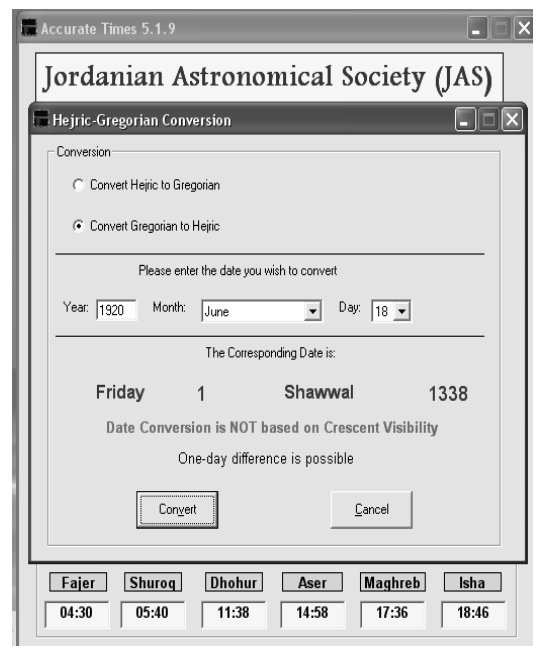 Accurate Times 5.1.9
Jordanian Astronomical Society (JAS)
Hejric-Gregorian Conversion
Conversion
Convert Hejric to Gregorian
Convert Gregorian to Hejric
Please enter the date you wish to convert
Year: 1920 Month: June Day: 18
The Corresponding Date is:
Friday 1 Shawwal 1338
Date Conversion is NOT based on Crescent Visibility
One-day difference is possible
Convert Cancel
Fajer Shuroq Dhohur Aser Maghreb Isha
04:30 05:40 11:38 14:58 17:36 18:46